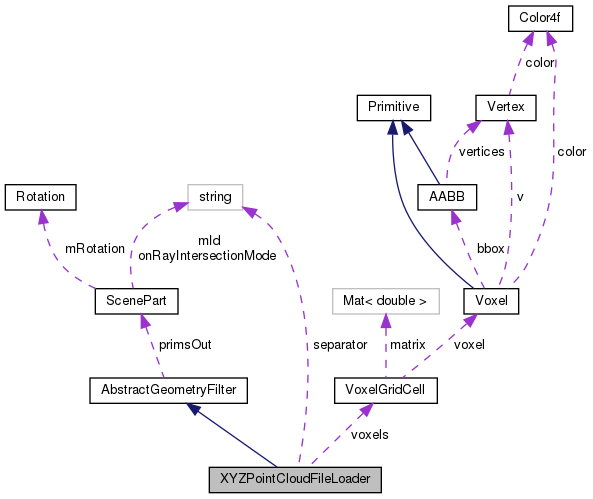 Color4f
color
Primitive
Vertex
vertices
color
Rotation
string
AABB
v
mRotation
mId
onRayIntersectionMode
bbox
ScenePart
Mat< double >
Voxel
primsOut
separator
matrix
voxel
AbstractGeometryFilter
VoxelGridCell
voxels
XYZPointCloudFileLoader